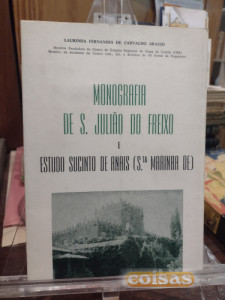 LAURINDA FERNANDES DE CARVALHO ARAÚJO
MONOGRAFIA
DE S. JULIÃO DO FREIXO
E
ESTUDO SUCINTO DE ANAIS (S.TA MARINHA DE)
coisas